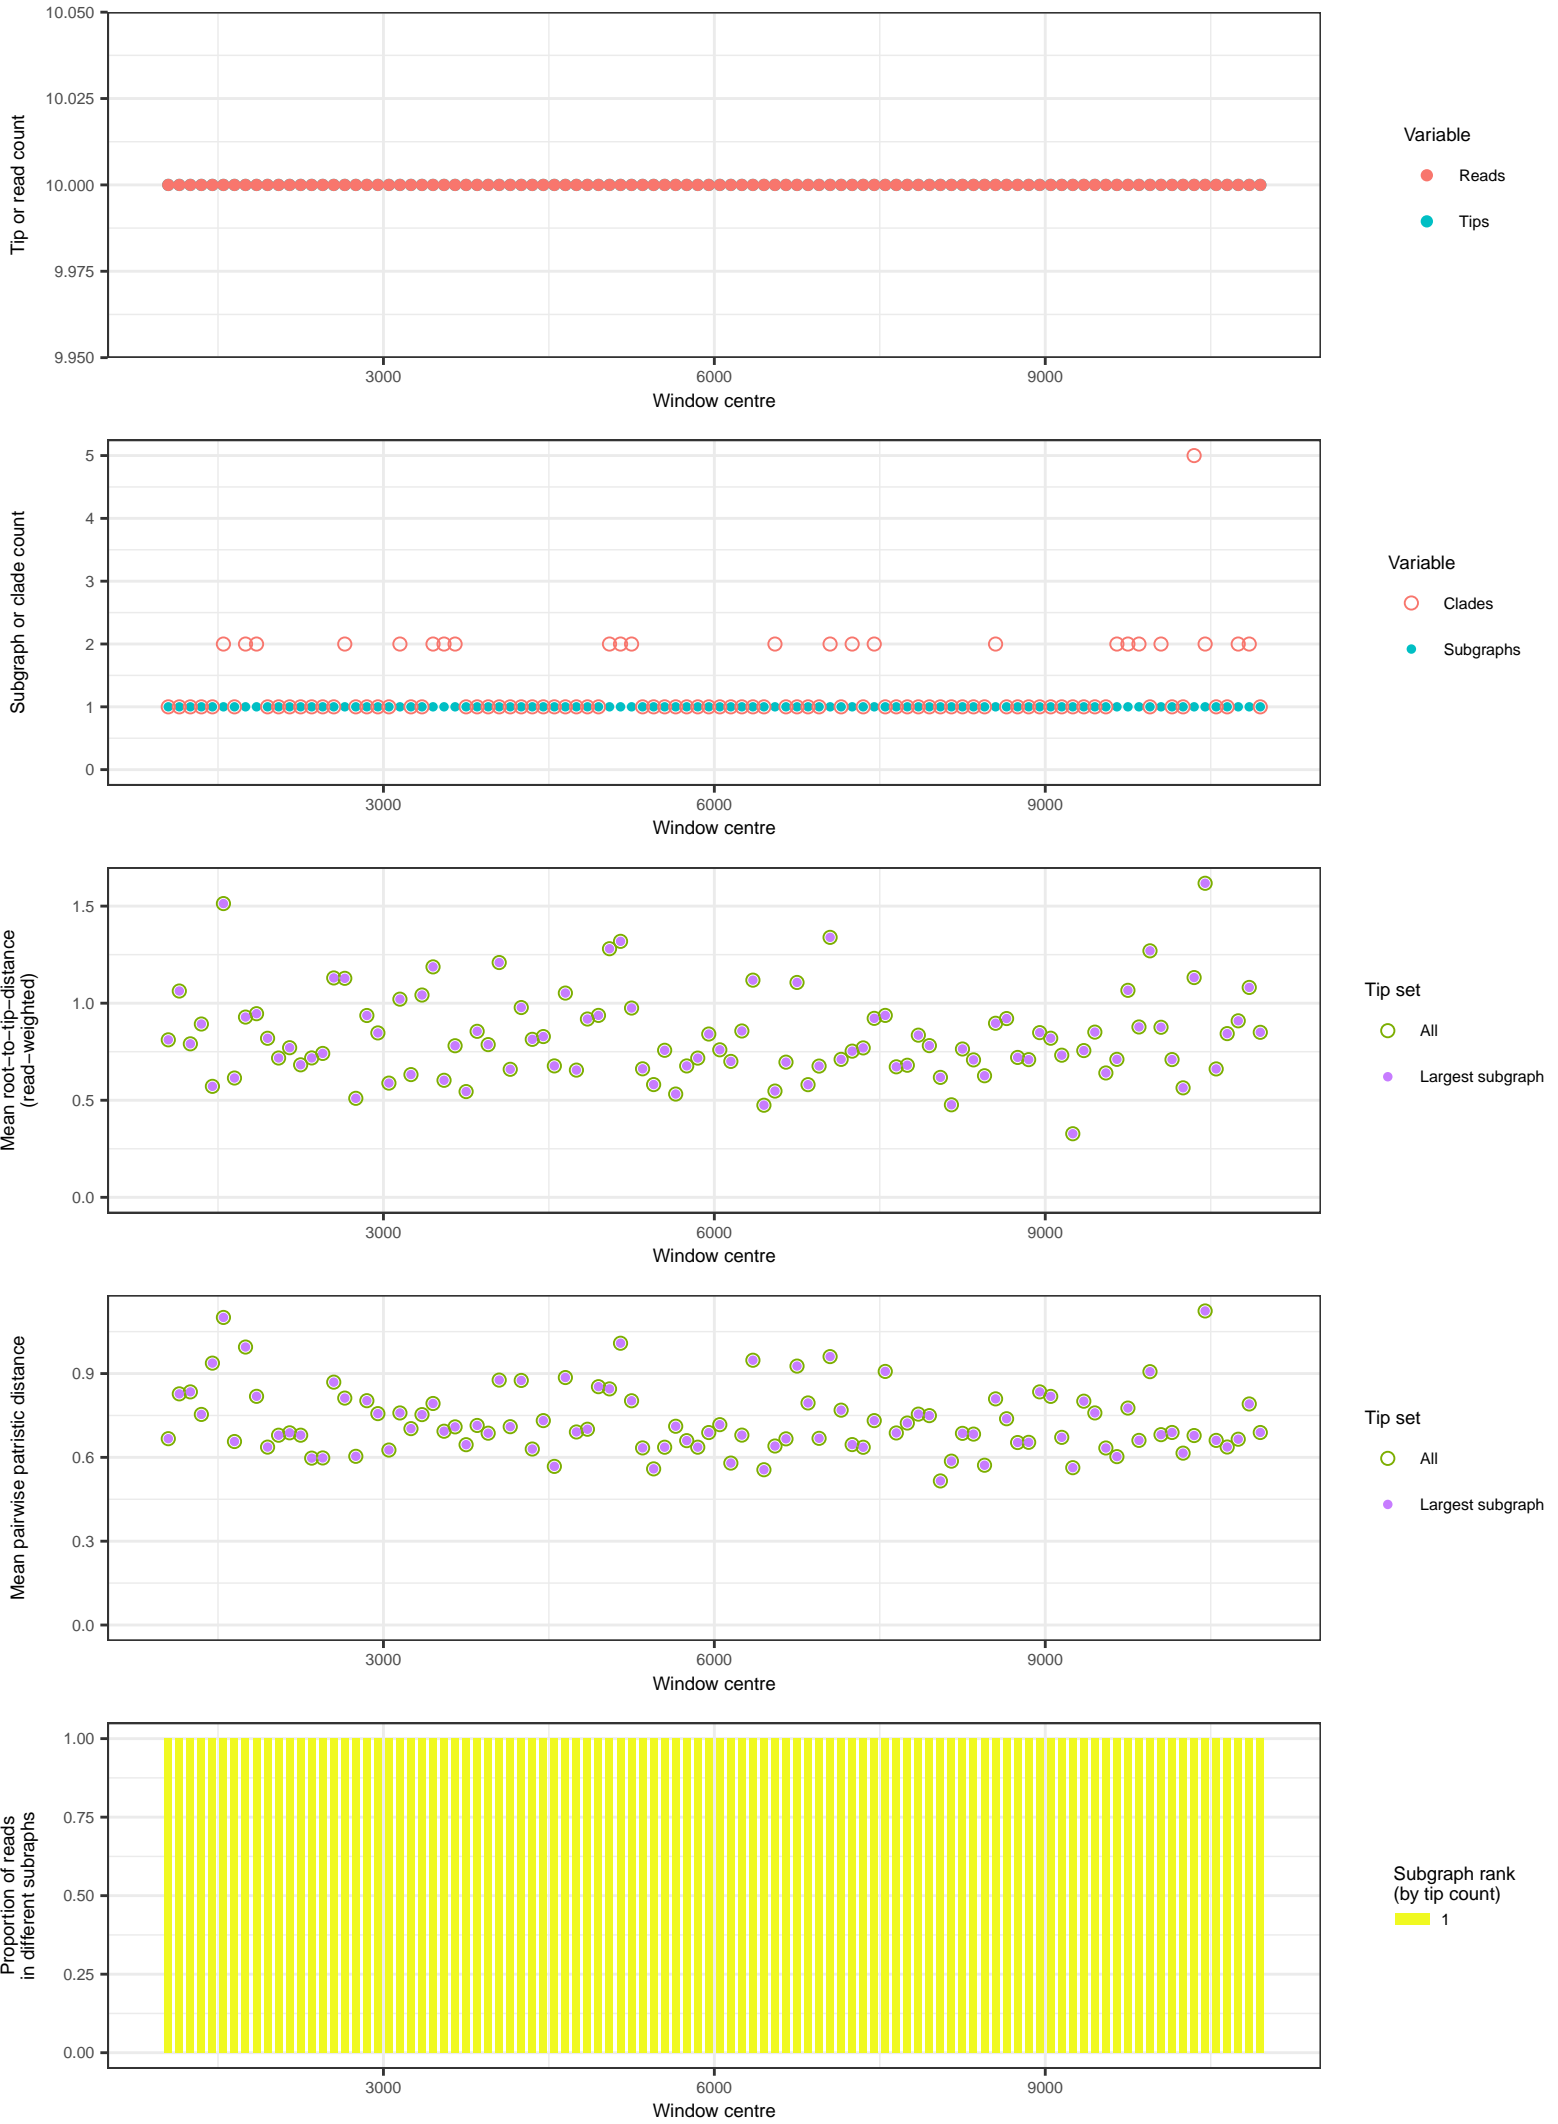 10.050
10.025
10.000
9.975
9.950
Tip or read count
3000
6000
9000
Window centre
Variable
Reads
Tips
5
4
3
2
1
0
Subgraph or clade count
3000
6000
9000
Window centre
Variable
Clades
Subgraphs
1.5
1.0
0.5
0.0
Mean root−to−tip−distance
(read−weighted)
3000
6000
9000
Window centre
Tip set
All
Largest subgraph
0.9
0.6
0.3
0.0
Mean pairwise patristic distance
3000
6000
9000
Window centre
Tip set
All
Largest subgraph
1.00
0.75
0.50
0.25
0.00
Proportion of reads
in different subraphs
3000
6000
9000
Window centre
Subgraph rank
(by tip count)
1